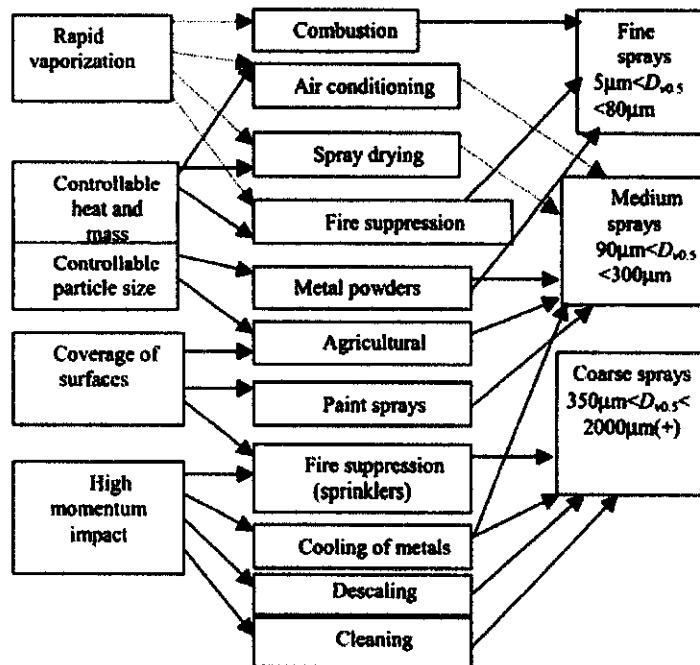 Rapid
vaporization
Controllable
heat and
mass
Controllable
particle size
Coverage of
surfaces
High
momentum
impact
Combustion
Air conditioning
Spray drying
Fire suppression
Metal powders
Agricultural
Paint sprays
Fire suppression
(sprinklers)
Cooling of metals
Descaling
Cleaning
Fine
sprays
5μm<Dv0.5
<80μm
Medium
sprays
90μm<Dv0.5
<300μm
Coarse sprays
350μm<Dv0.5<
2000μm(+)